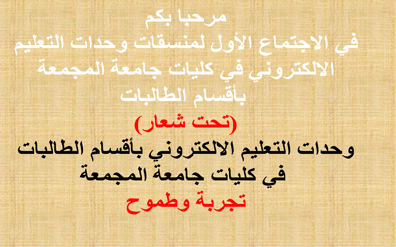 مرحبا بكم
في الاجتماع الأول لمنسقات وحدات التعليم
الالكتروني في كليات جامعة المجمعة
بأقسام الطالبات
(تحت شعار)
وحدات التعليم الالكتروني بأقسام الطالبات
في كليات جامعة المجمعة
تجربة وطموح